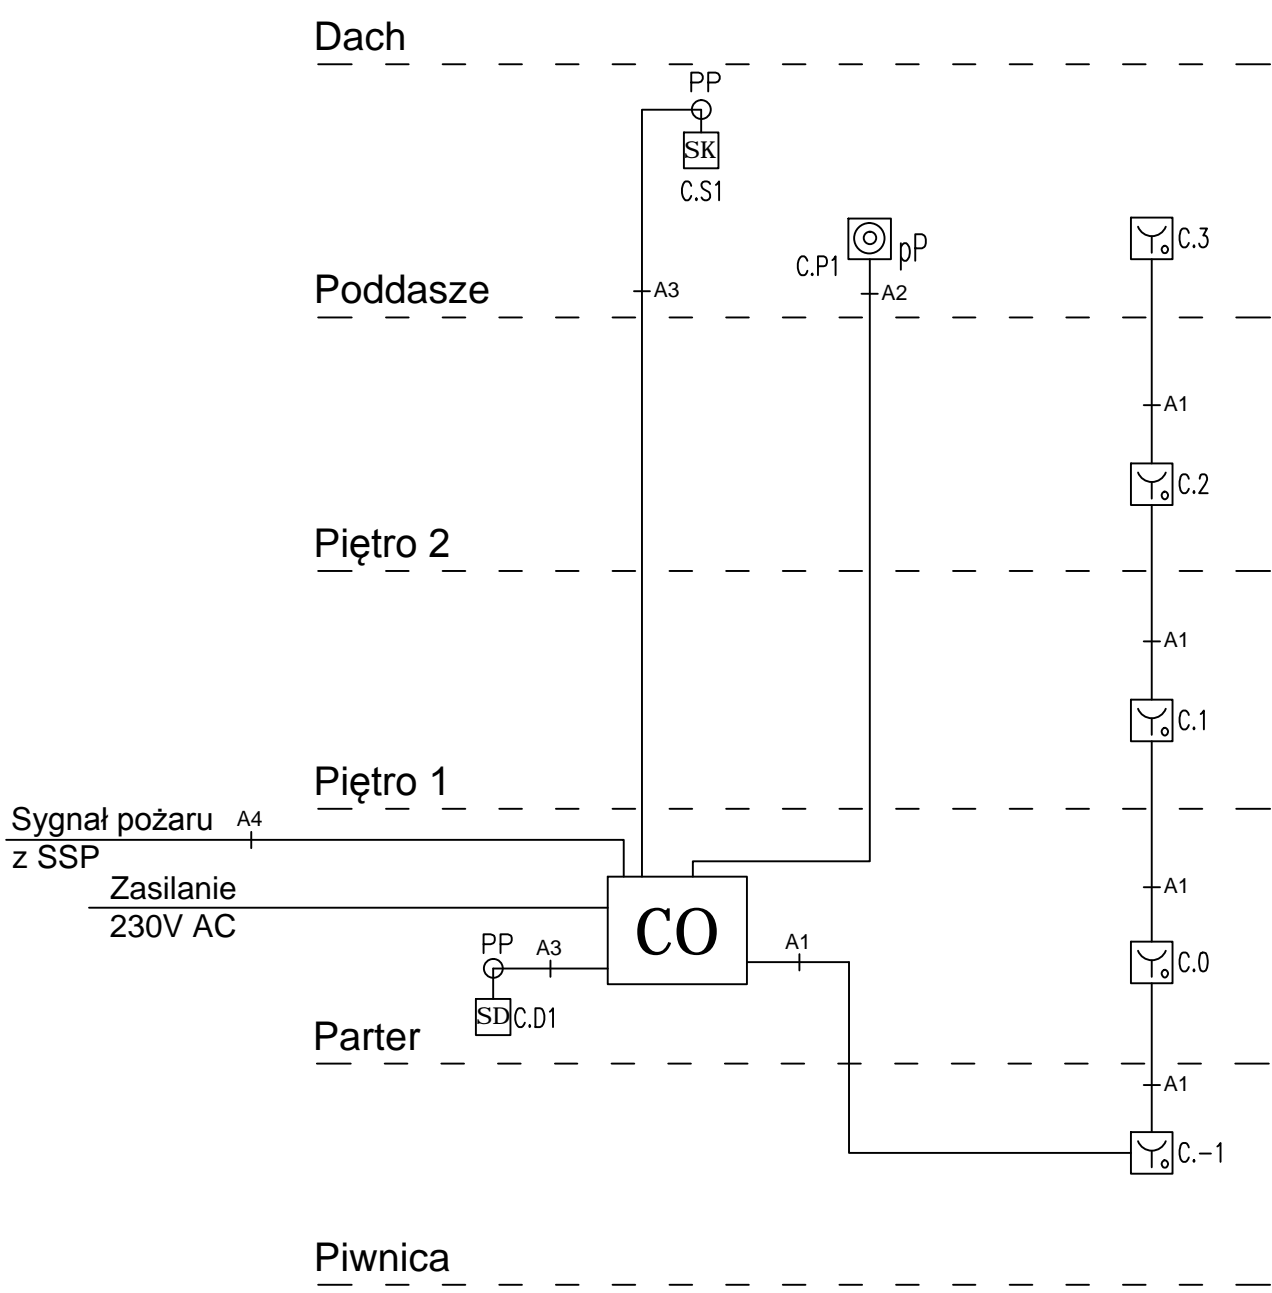 Dach
PP
SK
C.S1
C.3
C.P1
pP
Poddasze
A3
A2
A1
C.2
Piętro 2
A1
C.1
Piętro 1
Sygnał pożaru
A4
z SSP
Zasilanie
230V AC
A1
CO
PP
A3
A1
C.0
SD
C.D1
Parter
A1
C.-1
Piwnica